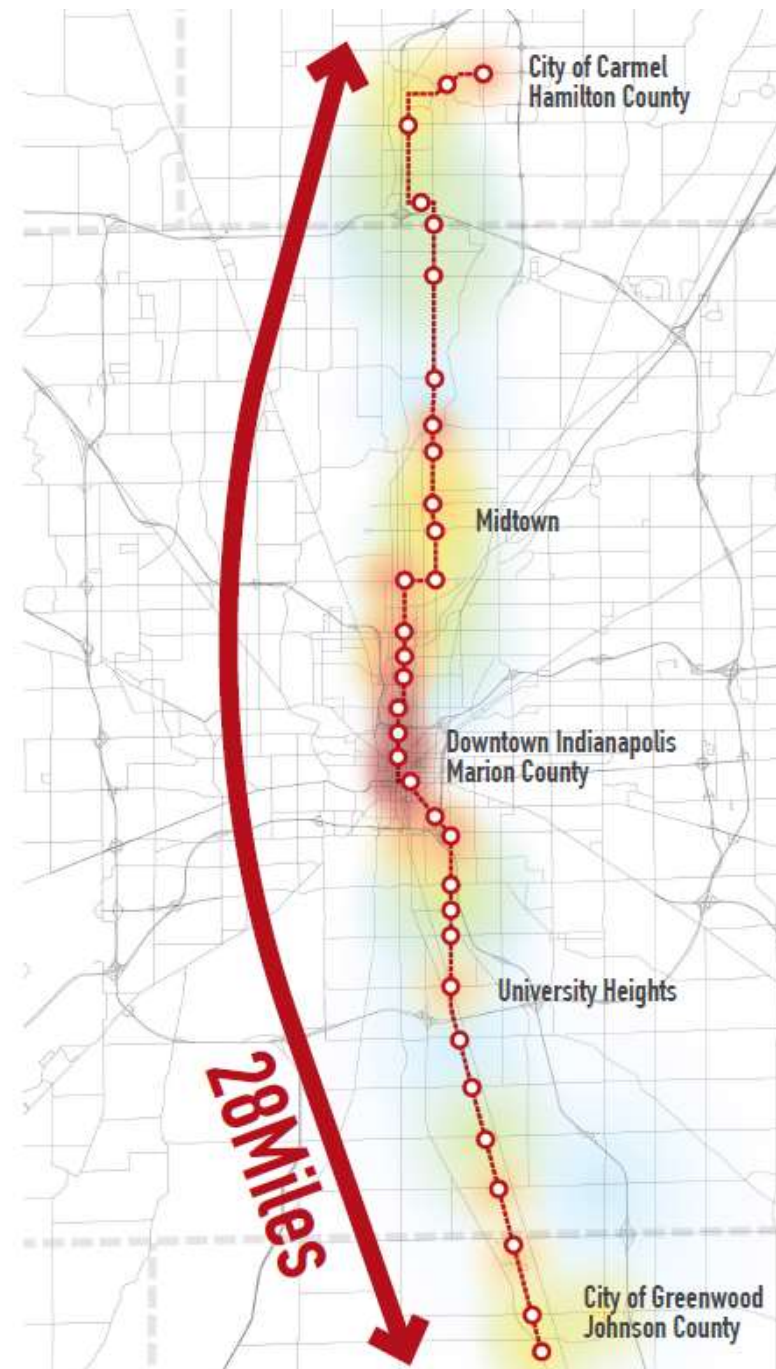 City of Carmel
Hamilton County
Midtown
Downtown Indianapolis
Marion County
University Heights
28Miles
City of Greenwood
Johnson County